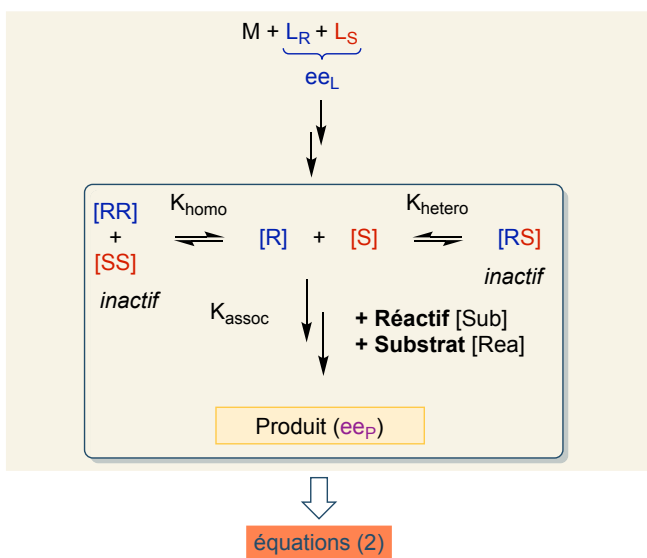 M + L_R + L_S
ee_L
K_homo
K_hetero
[RR]
+
[SS]
[R] + [S]
[RS]
inactif
inactif
K_assoc
+ Réactif [Sub]
+ Substrat [Rea]
Produit (ee_P)
équations (2)